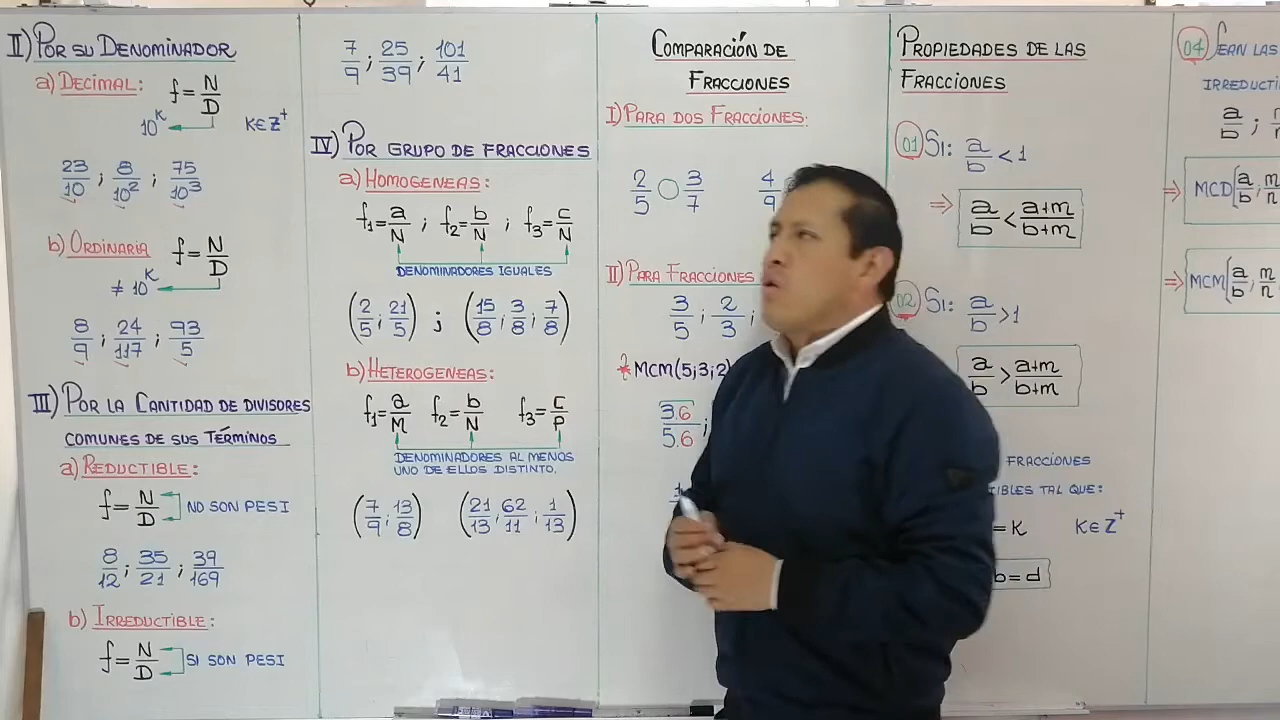 II) POR SU DENOMINADOR
a) DECIMAL: f = N/D
10^K K∈Z⁺
23/10 ; 8/10² ; 75/10³
b) ORDINARIA f = N/D
≠ 10^K
8/9 ; 24/117 ; 93/5
III) POR LA CANTIDAD DE DIVISORES
COMUNES DE SUS TÉRMINOS
a) REDUCTIBLE:
f = N/D NO SON PESI
8/12 ; 35/21 ; 39/169
b) IRREDUCTIBLE:
f = N/D SI SON PESI
7/9 ; 25/39 ; 101/41
IV) POR GRUPO DE FRACCIONES
a) HOMOGENEAS:
f₁ = a/N ; f₂ = b/N ; f₃ = c/N
DENOMINADORES IGUALES
(2/5 ; 21/5) ; (15/8 ; 3/8 ; 7/8)
b) HETEROGENEAS:
f₁ = a/M f₂ = b/N f₃ = c/P
DENOMINADORES AL MENOS
UNO DE ELLOS DISTINTO.
(7/9 ; 13/8) (21/13 ; 62/11 ; 1/13)
COMPARACIÓN DE
FRACCIONES
I) PARA DOS FRACCIONES:
2/5 ○ 3/7 4/9
II) PARA FRACCIONES
3/5 ; 2/3 ;
* MCM(5;3;2)
3.6/5.6 ;
PROPIEDADES DE LAS
FRACCIONES
01 SI: a/b < 1
⇒ a/b < a+m/b+m
02 SI: a/b > 1
a/b > a+m/b+m
FRACCIONES
TAL QUE:
= K K∈Z⁺
b = d
04 SEAN LAS
a/b ;
⇒ MCD[a/b ; m/n
⇒ MCM[a/b ; m/n